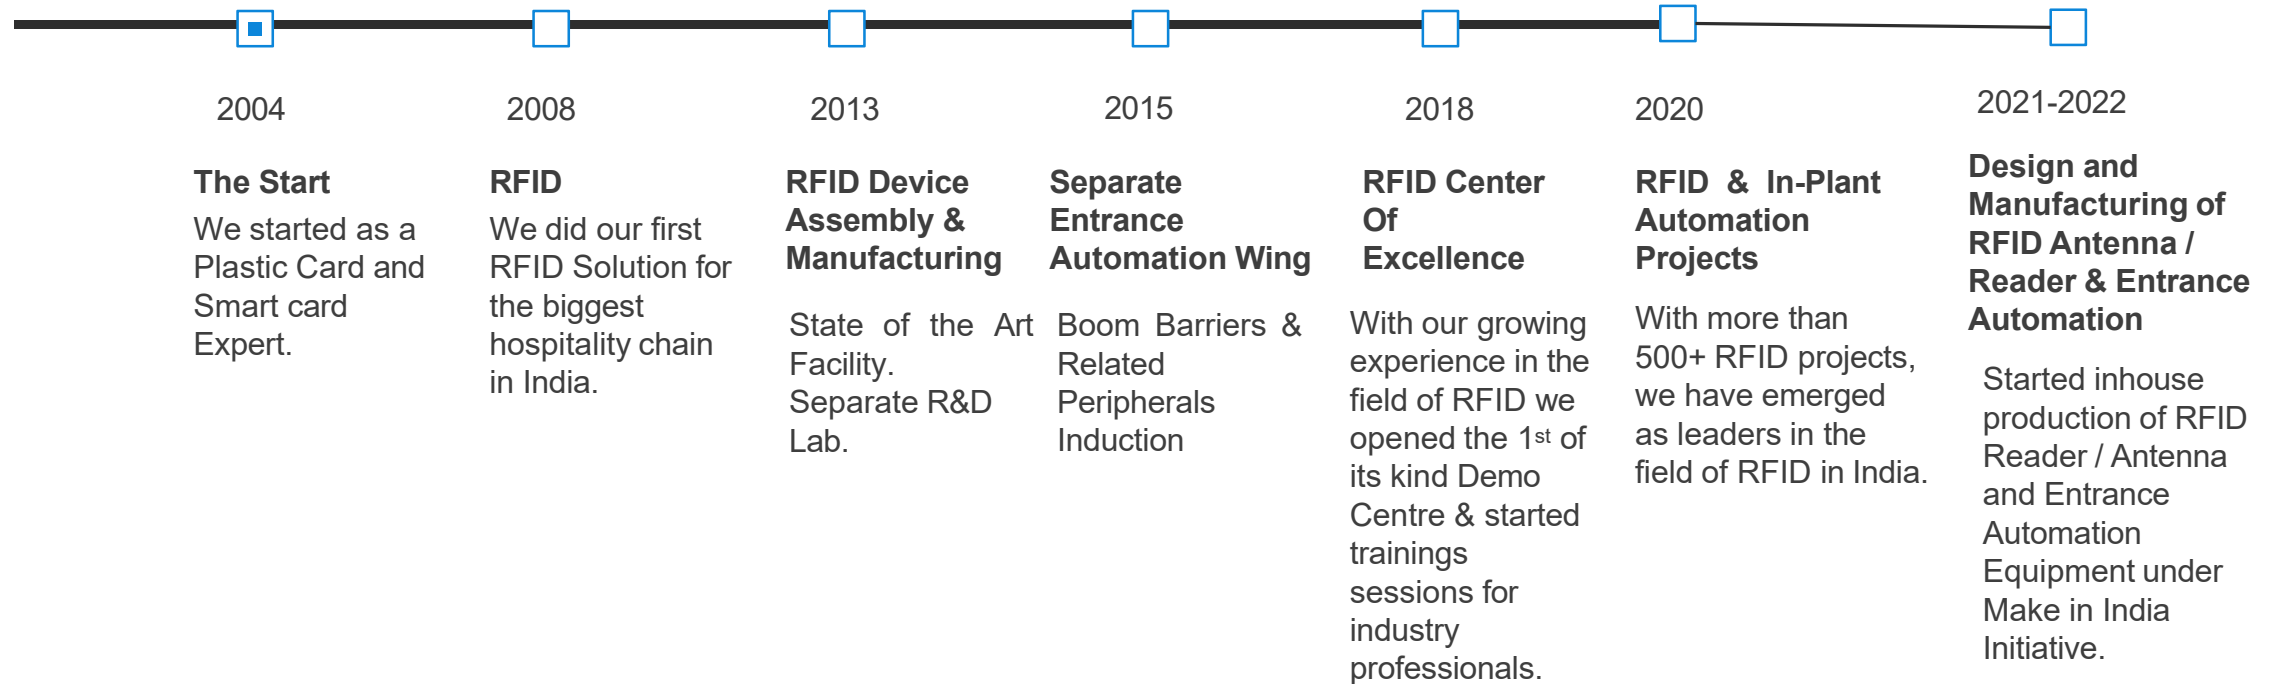 2004
The Start
We started as a
Plastic Card and
Smart card
Expert.
2008
RFID
We did our first
RFID Solution for
the biggest
hospitality chain
in India.
2013
RFID Device
Assembly &
Manufacturing
State of the Art
Facility.
Separate R&D
Lab.
2015
Separate
Entrance
Automation Wing
Boom Barriers &
Related
Peripherals
Induction
2018
RFID Center
Of
Excellence
With our growing
experience in the
field of RFID we
opened the 1st of
its kind Demo
Centre & started
trainings
sessions for
industry
professionals.
2020
RFID & In-Plant
Automation
Projects
With more than
500+ RFID projects,
we have emerged
as leaders in the
field of RFID in India.
2021-2022
Design and
Manufacturing of
RFID Antenna /
Reader & Entrance
Automation
Started inhouse
production of RFID
Reader / Antenna
and Entrance
Automation
Equipment under
Make in India
Initiative.